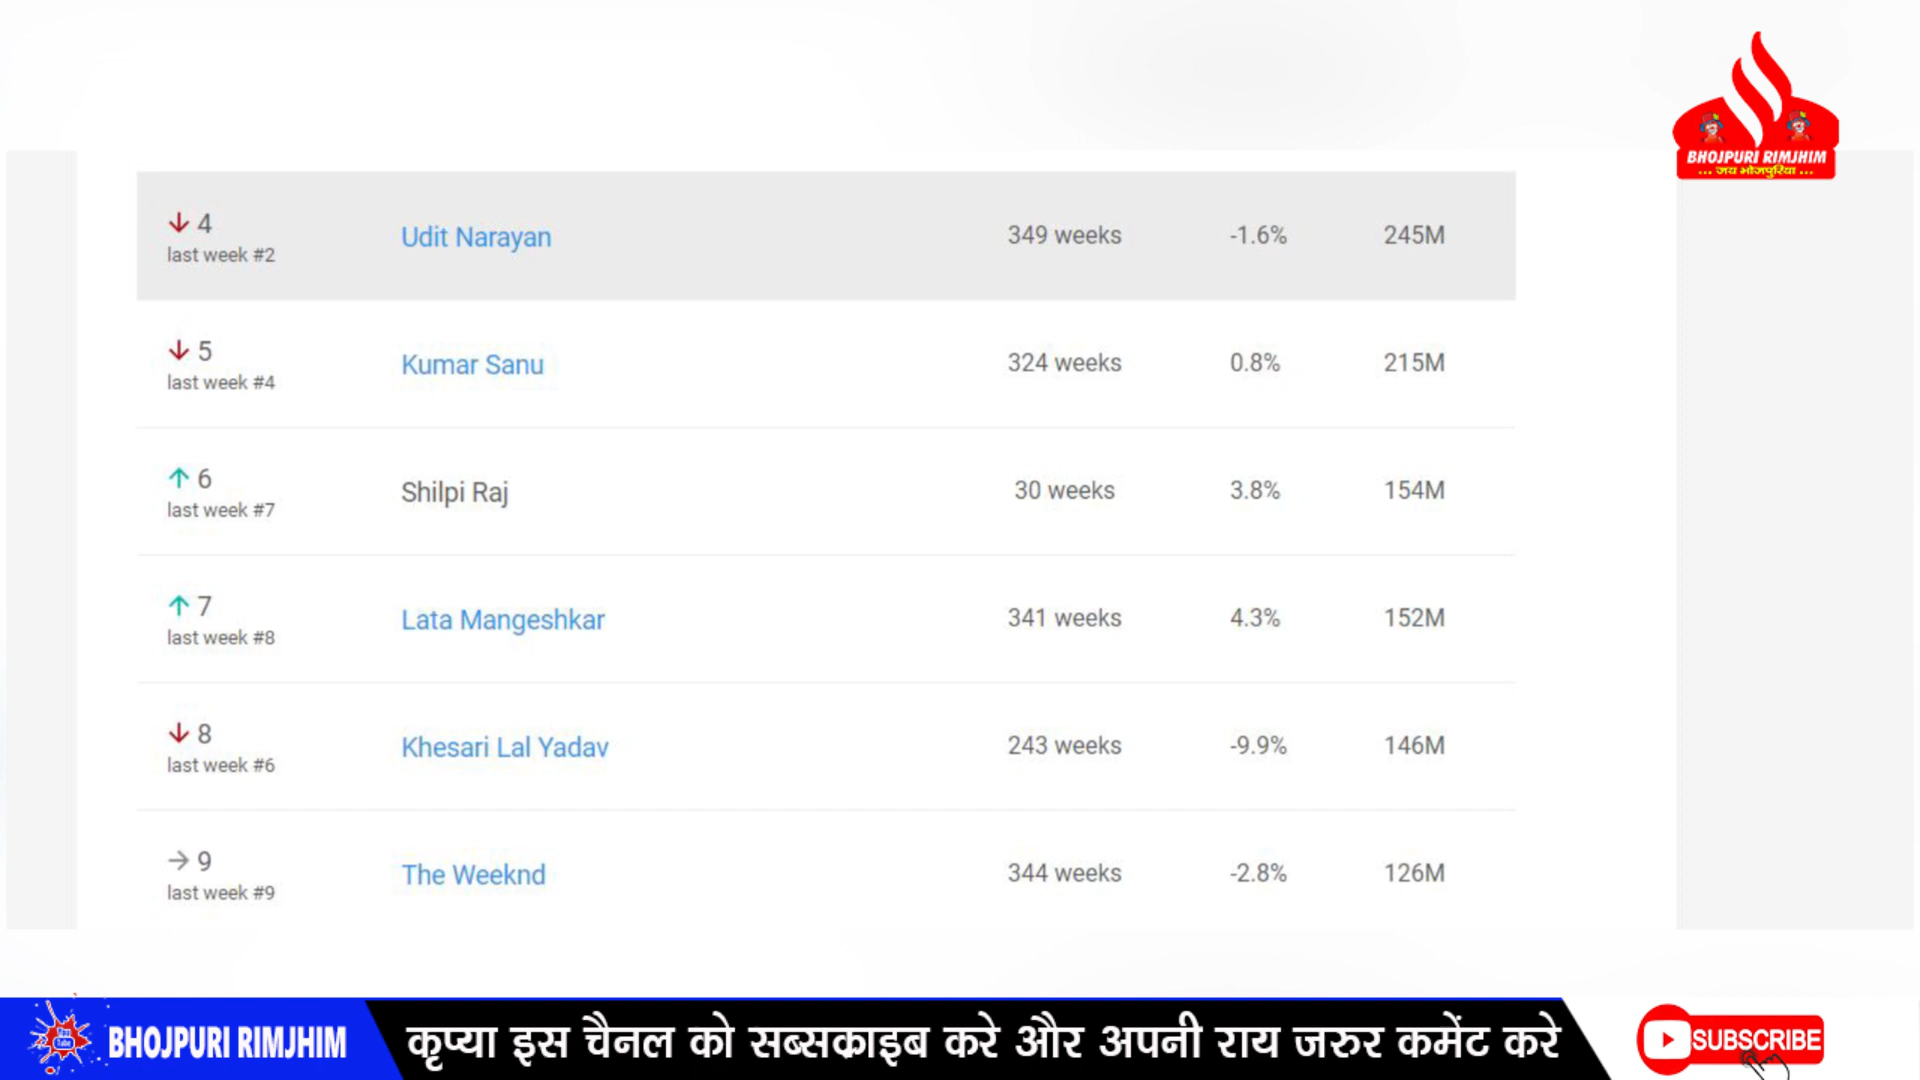 BHOJPURI RIMJHIM
... जय भोजपुरिया ...
4
last week #2
Udit Narayan 349 weeks -1.6% 245M
5
last week #4
Kumar Sanu 324 weeks 0.8% 215M
6
last week #7
Shilpi Raj 30 weeks 3.8% 154M
7
last week #8
Lata Mangeshkar 341 weeks 4.3% 152M
8
last week #6
Khesari Lal Yadav 243 weeks -9.9% 146M
9
last week #9
The Weeknd 344 weeks -2.8% 126M
You
Tube
BHOJPURI RIMJHIM
कृप्या इस चैनल को सब्सक्राइब करे और अपनी राय जरुर कमेंट करे
SUBSCRIBE